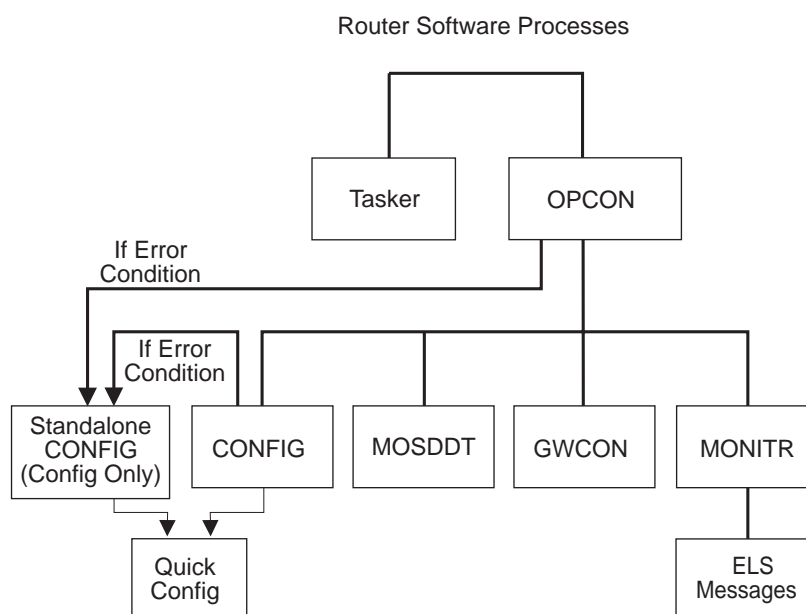 Router Software Processes
Tasker
OPCON
If Error
Condition
If Error
Condition
Standalone
CONFIG
(Config Only)
CONFIG
MOSDDT
GWCON
MONITR
Quick
Config
ELS
Messages